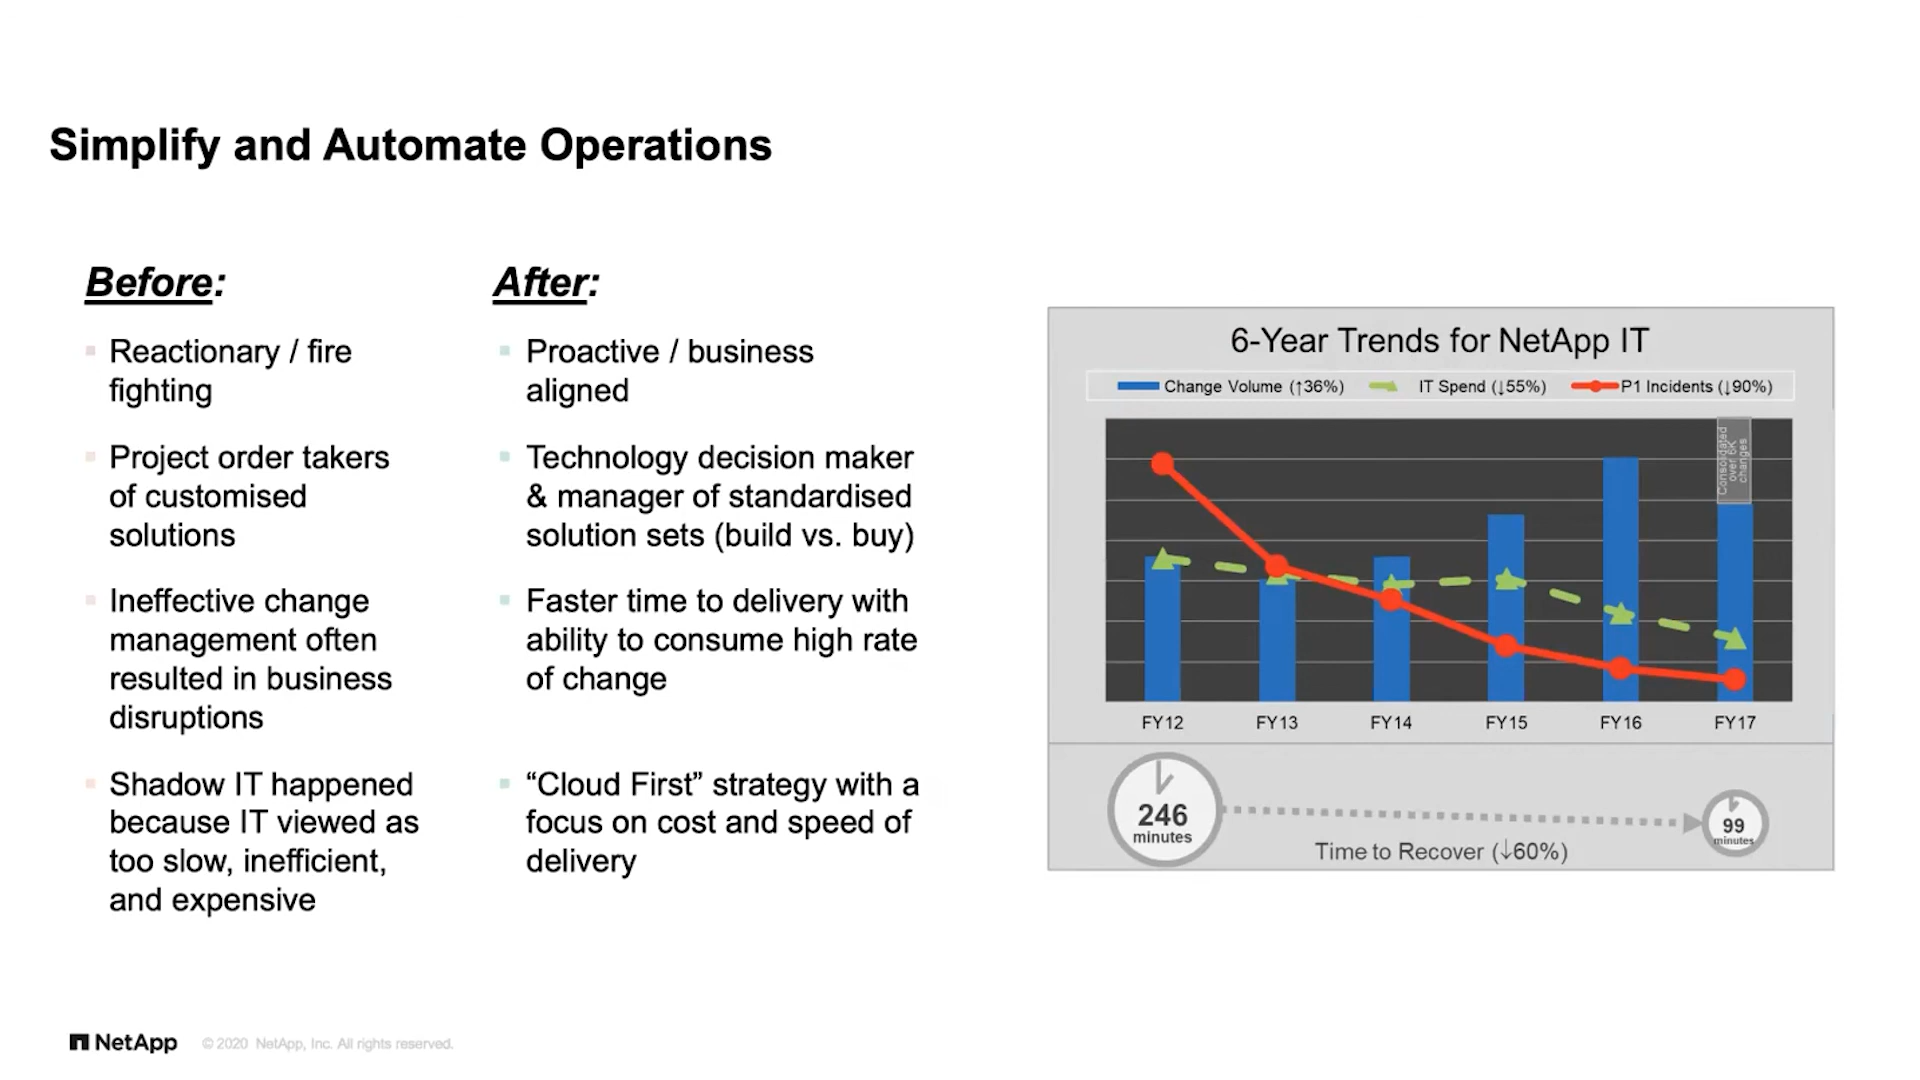 Simplify and Automate Operations
Before:
Reactionary / fire
fighting
Project order takers
of customised
solutions
Ineffective change
management often
resulted in business
disruptions
Shadow IT happened
because IT viewed as
too slow, inefficient,
and expensive
After:
Proactive / business
aligned
Technology decision maker
& manager of standardised
solution sets (build vs. buy)
Faster time to delivery with
ability to consume high rate
of change
“Cloud First” strategy with a
focus on cost and speed of
delivery
6-Year Trends for NetApp IT
Change Volume (↑36%) IT Spend (↓55%) P1 Incidents (↓90%)
Consolidated
over 6K
changes
FY12 FY13 FY14 FY15 FY16 FY17
246
minutes
99
minutes
Time to Recover (↓60%)
NetApp © 2020 NetApp, Inc. All rights reserved.